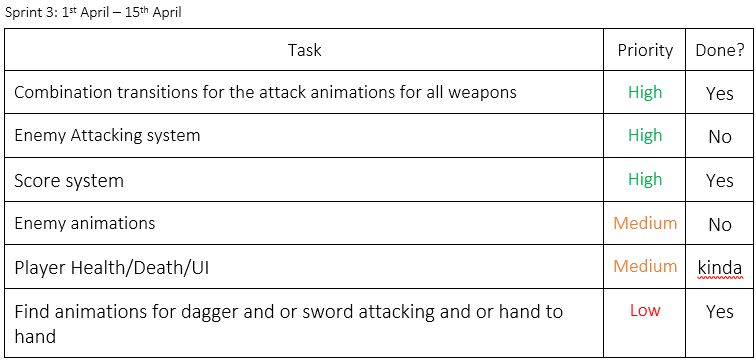 Sprint 3: 1st April – 15th April
Task Priority Done?
Combination transitions for the attack animations for all weapons High Yes
Enemy Attacking system High No
Score system High Yes
Enemy animations Medium No
Player Health/Death/UI Medium kinda
Find animations for dagger and or sword attacking and or hand to Low Yes
hand